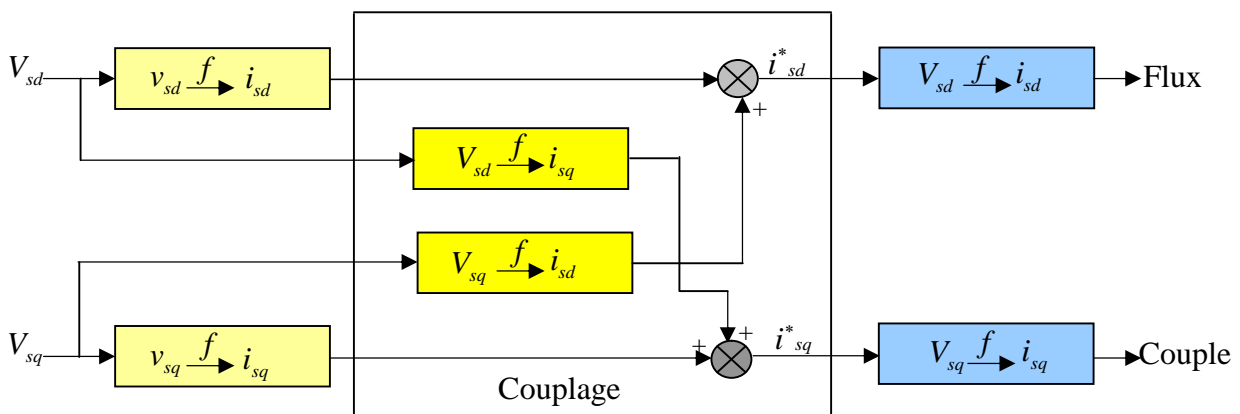 V_sd
v_sd f→ i_sd
i*_sd
V_sd f→ i_sd
Flux
+
V_sd f→ i_sq
V_sq f→ i_sd
V_sq
v_sq f→ i_sq
+
+
i*_sq
V_sq f→ i_sq
Couple
Couplage